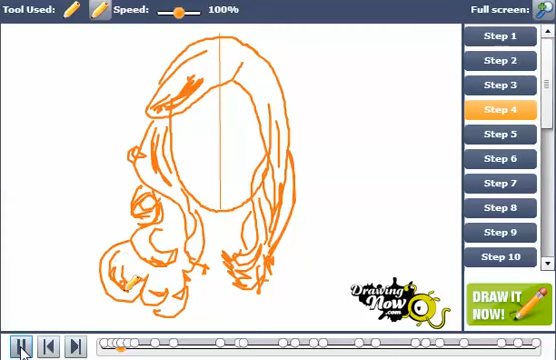 Tool Used: Speed: 100% Full screen:
Step 1
Step 2
Step 3
Step 4
Step 5
Step 6
Step 7
Step 8
Step 9
Step 10
Drawing
Now.com
DRAW IT
NOW!